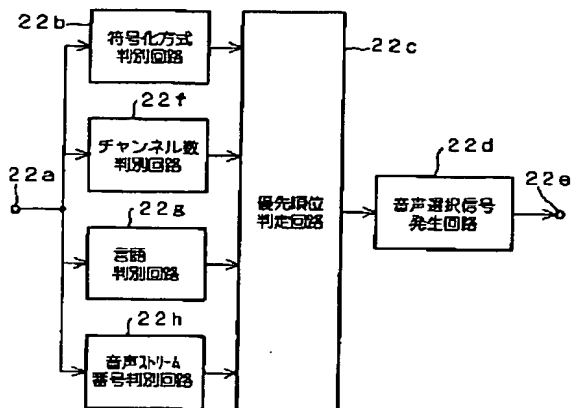 22b
符号化方式
判別回路
22c
22f
チャンネル数
判別回路
22a
22d
22e
優先順位
判定回路
音声選択信号
発生回路
22g
言語
判別回路
22h
音声ストリーム
番号判別回路